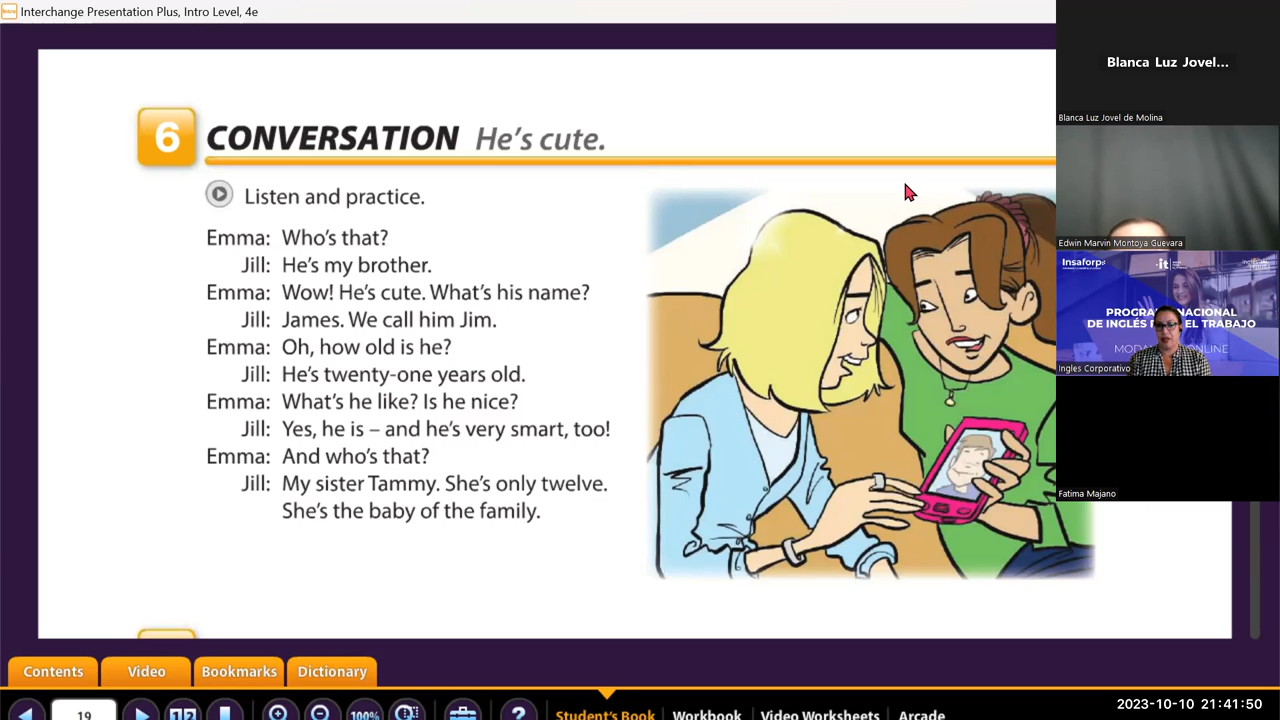 Interchange Presentation Plus, Intro Level, 4e
6 CONVERSATION He's cute.
Listen and practice.
Emma: Who's that?
Jill: He's my brother.
Emma: Wow! He's cute. What's his name?
Jill: James. We call him Jim.
Emma: Oh, how old is he?
Jill: He's twenty-one years old.
Emma: What's he like? Is he nice?
Jill: Yes, he is – and he's very smart, too!
Emma: And who's that?
Jill: My sister Tammy. She's only twelve.
She's the baby of the family.
Blanca Luz Jovel...
Blanca Luz Jovel de Molina
Edwin Marvin Montoya Guevara
Insaforp
PROGRAMA NACIONAL
DE INGLÉS EL TRABAJO
Ingles Corporativo
Fatima Majano
Contents Video Bookmarks Dictionary
19 1 2 100% ? Student's Book Workbook Video Worksheets Arcade
2023-10-10 21:41:50